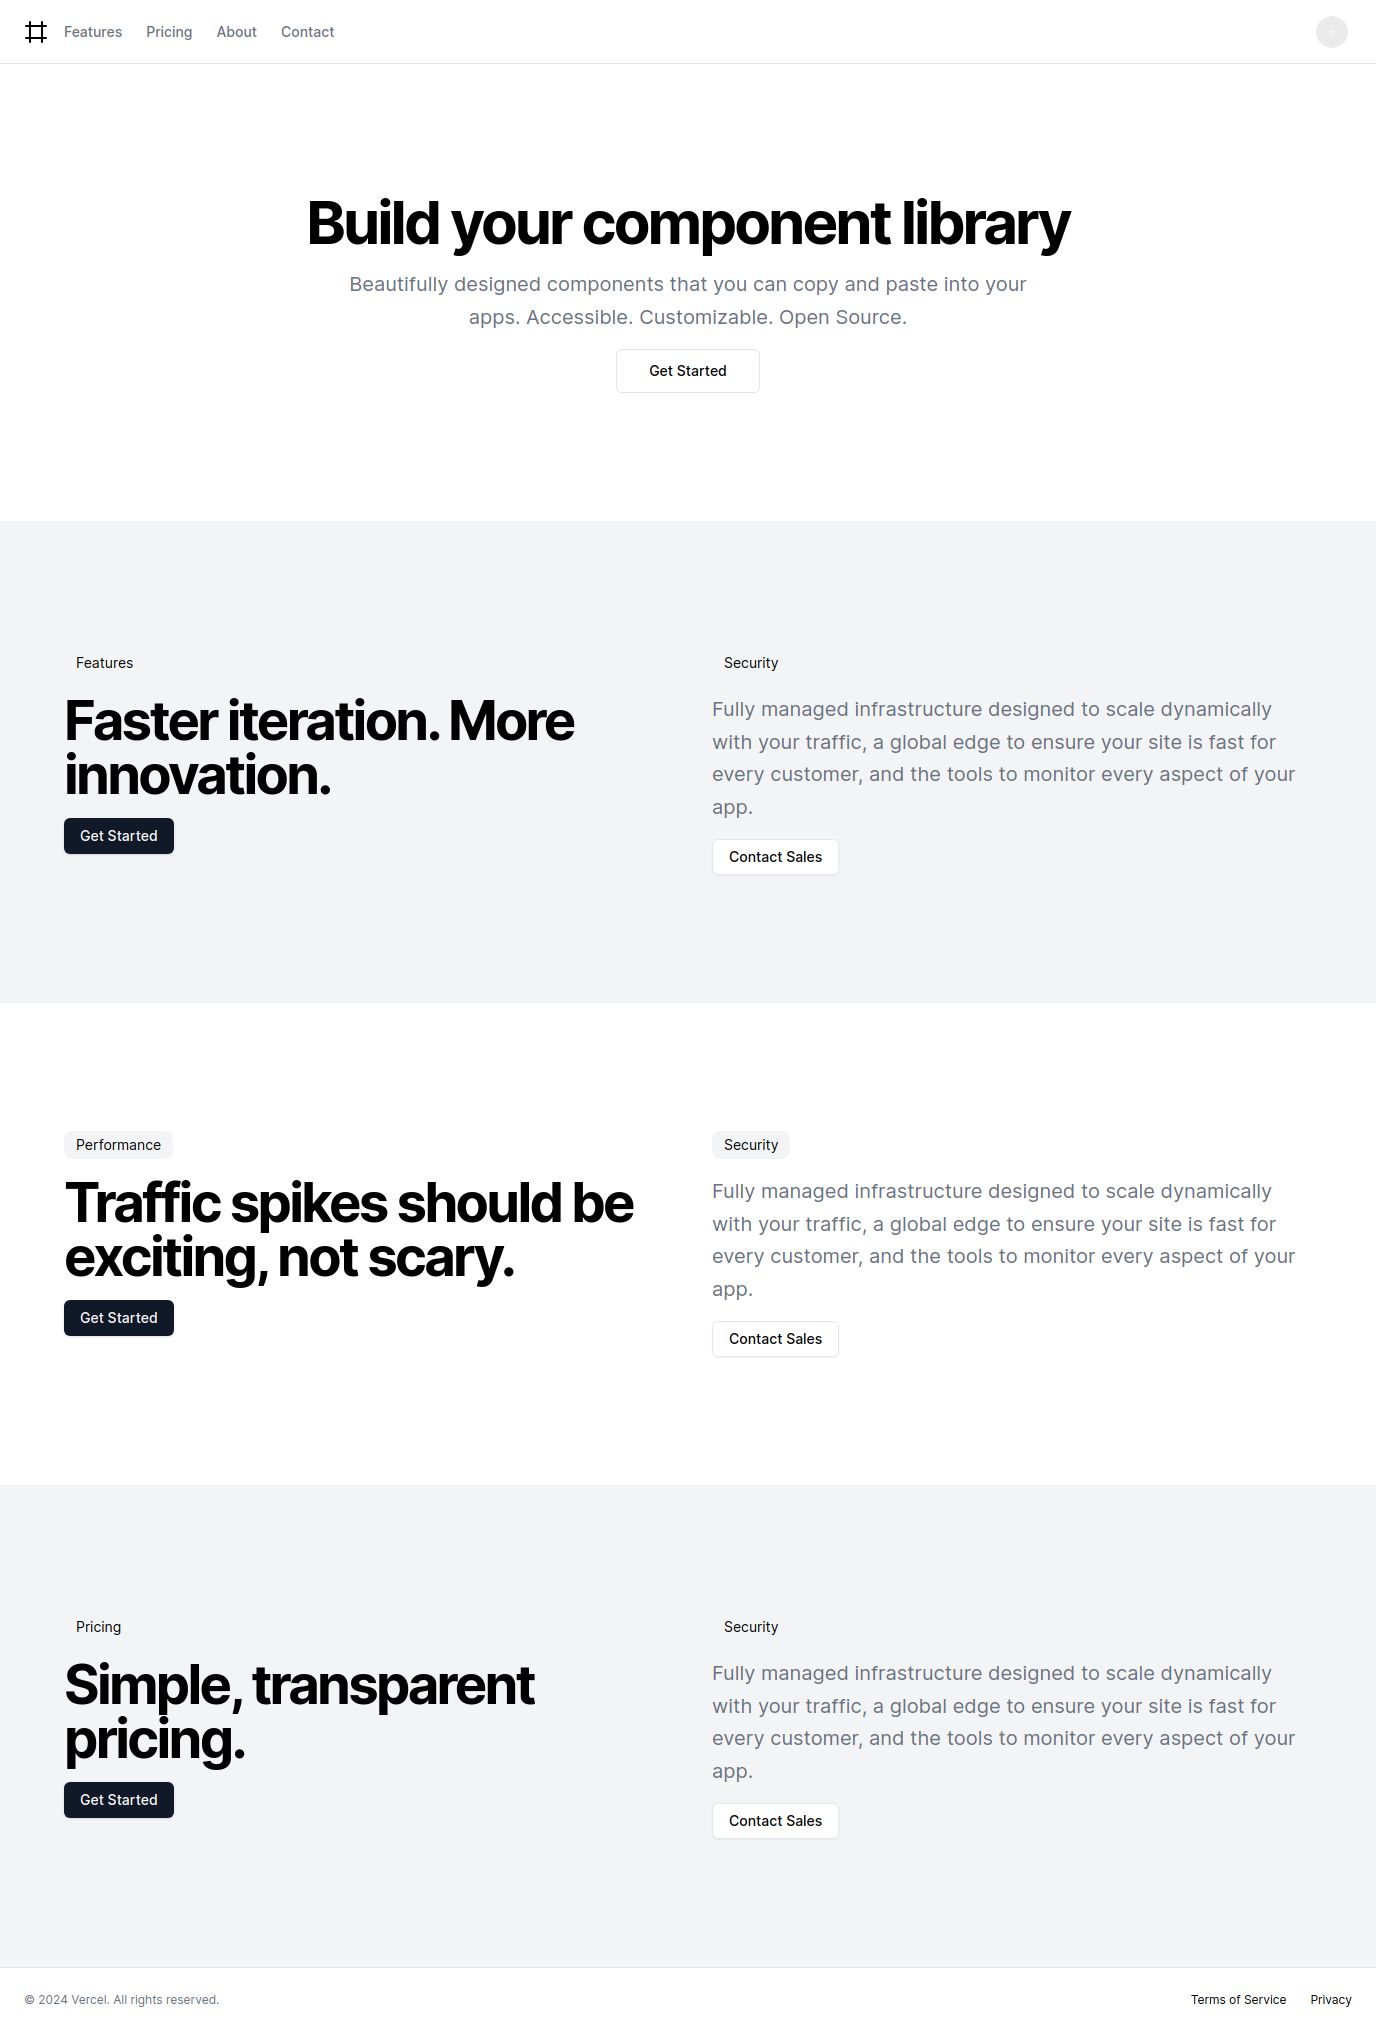 Features Pricing About Contact
Build your component library
Beautifully designed components that you can copy and paste into your
apps. Accessible. Customizable. Open Source.
Get Started
Features
Faster iteration. More
innovation.
Get Started
Security
Fully managed infrastructure designed to scale dynamically
with your traffic, a global edge to ensure your site is fast for
every customer, and the tools to monitor every aspect of your
app.
Contact Sales
Performance
Traffic spikes should be
exciting, not scary.
Get Started
Security
Fully managed infrastructure designed to scale dynamically
with your traffic, a global edge to ensure your site is fast for
every customer, and the tools to monitor every aspect of your
app.
Contact Sales
Pricing
Simple, transparent
pricing.
Get Started
Security
Fully managed infrastructure designed to scale dynamically
with your traffic, a global edge to ensure your site is fast for
every customer, and the tools to monitor every aspect of your
app.
Contact Sales
© 2024 Vercel. All rights reserved.
Terms of Service Privacy